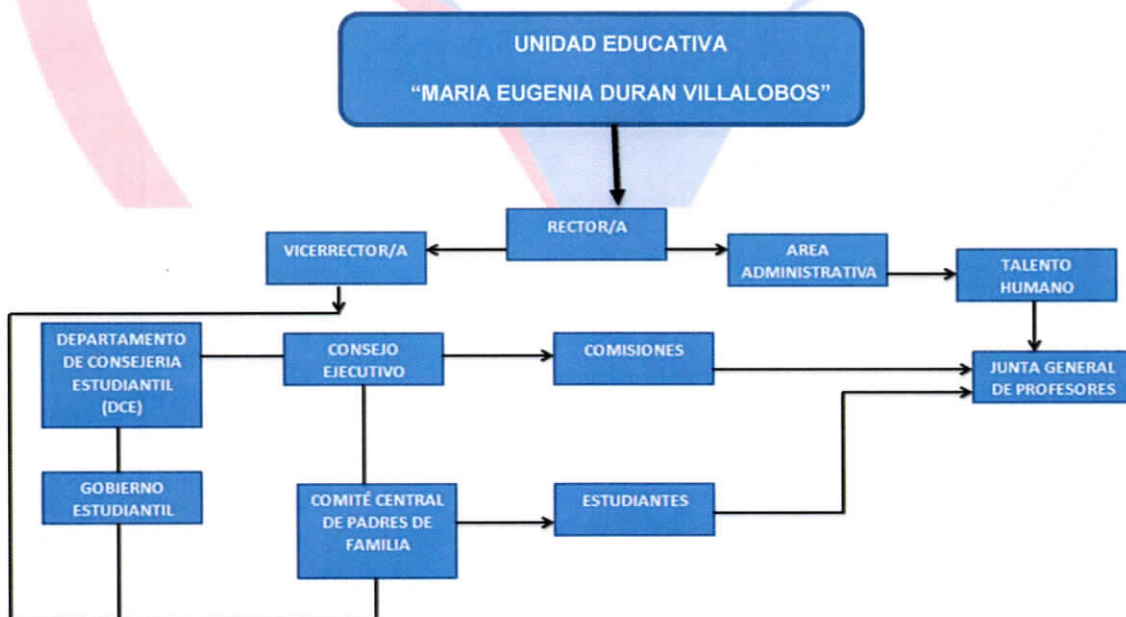 UNIDAD EDUCATIVA
“MARIA EUGENIA DURAN VILLALOBOS”
RECTOR/A
VICERRECTOR/A
AREA
ADMINISTRATIVA
TALENTO
HUMANO
DEPARTAMENTO
DE CONSEJERIA
ESTUDIANTIL
(DCE)
CONSEJO
EJECUTIVO
COMISIONES
JUNTA GENERAL
DE PROFESORES
GOBIERNO
ESTUDIANTIL
COMITÉ CENTRAL
DE PADRES DE
FAMILIA
ESTUDIANTES